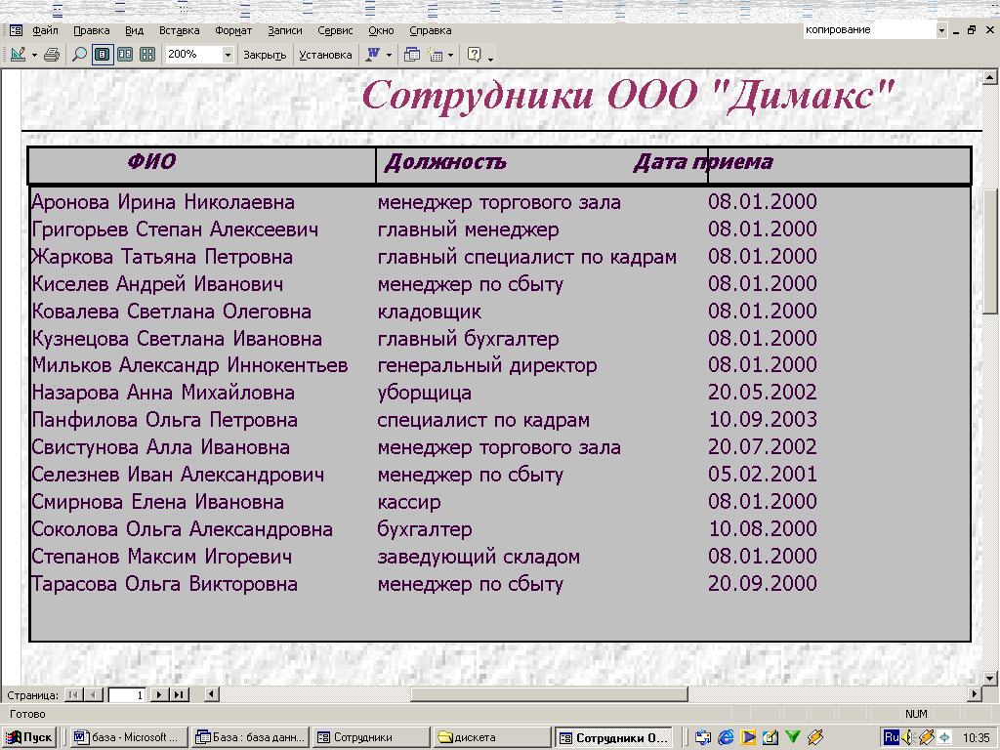 Файл Правка Вид Вставка Формат Записи Сервис Окно Справка копирование
200% Закрыть Установка
Сотрудники ООО "Димакс"
ФИО Должность Дата приема
Аронова Ирина Николаевна менеджер торгового зала 08.01.2000
Григорьев Степан Алексеевич главный менеджер 08.01.2000
Жаркова Татьяна Петровна главный специалист по кадрам 08.01.2000
Киселев Андрей Иванович менеджер по сбыту 08.01.2000
Ковалева Светлана Олеговна кладовщик 08.01.2000
Кузнецова Светлана Ивановна главный бухгалтер 08.01.2000
Мильков Александр Иннокентьев генеральный директор 08.01.2000
Назарова Анна Михайловна уборщица 20.05.2002
Панфилова Ольга Петровна специалист по кадрам 10.09.2003
Свистунова Алла Ивановна менеджер торгового зала 20.07.2002
Селезнев Иван Александрович менеджер по сбыту 05.02.2001
Смирнова Елена Ивановна кассир 08.01.2000
Соколова Ольга Александровна бухгалтер 10.08.2000
Степанов Максим Игоревич заведующий складом 08.01.2000
Тарасова Ольга Викторовна менеджер по сбыту 20.09.2000
Страница: 1
Готово NUM
Пуск база - Microsoft ... База : база данн... Сотрудники дискета Сотрудники О... Ru 10:35